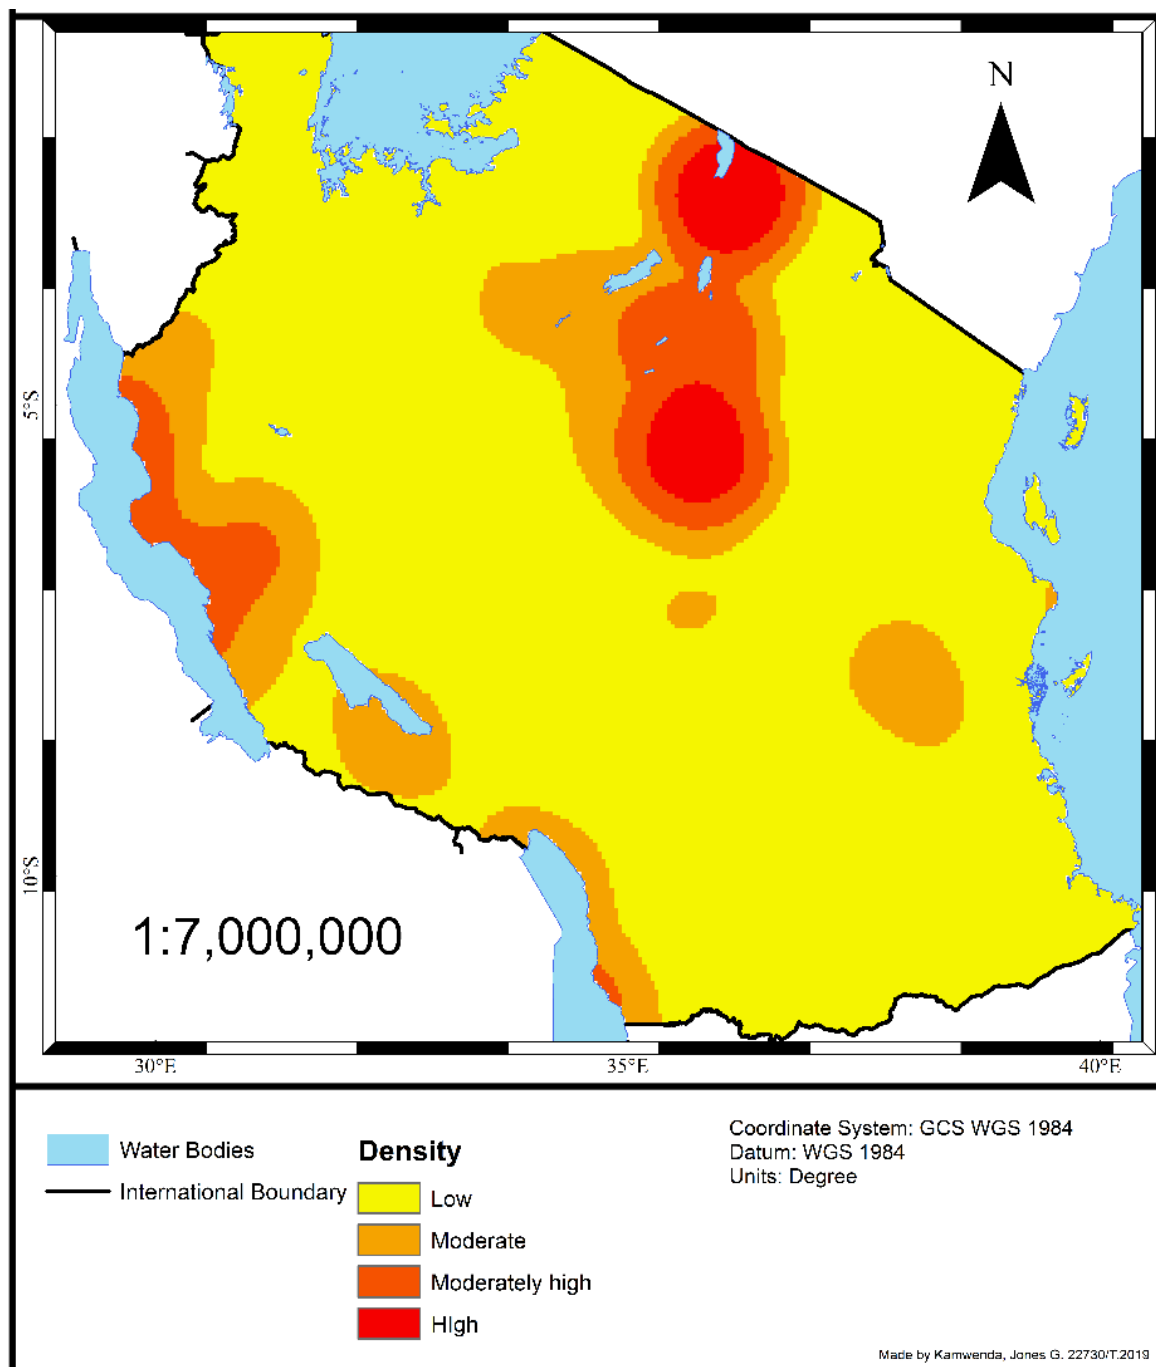 N
5°S
10°S
1:7,000,000
30°E
35°E
40°E
Water Bodies
International Boundary
Density
Low
Moderate
Moderately high
HIgh
Coordinate System: GCS WGS 1984
Datum: WGS 1984
Units: Degree
Made by Kamwenda, Jones G. 22730/T.2019